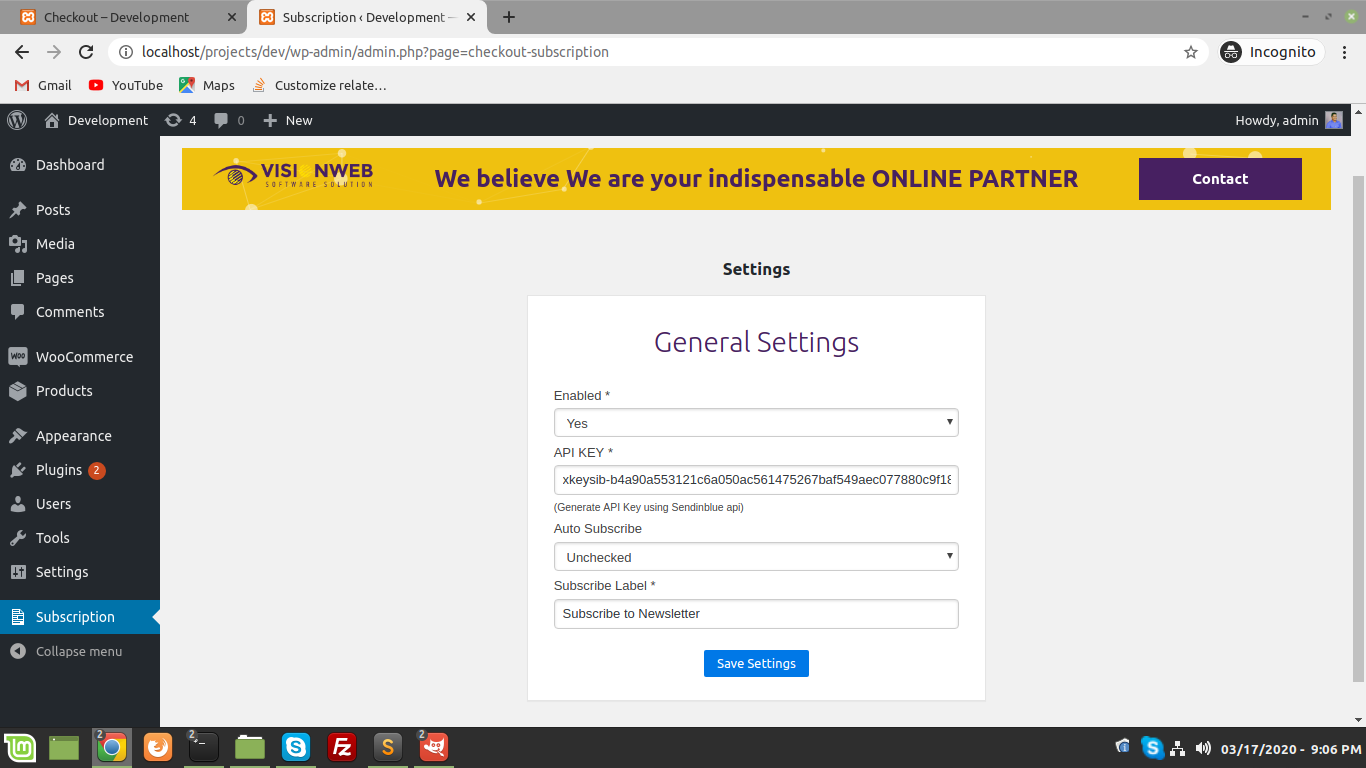 Checkout – Development
Subscription ‹ Development —
localhost/projects/dev/wp-admin/admin.php?page=checkout-subscription
Incognito
Gmail
YouTube
Maps
Customize relate…
Development
4
0
New
Howdy, admin
Dashboard
Posts
Media
Pages
Comments
WooCommerce
Products
Appearance
Plugins 2
Users
Tools
Settings
Subscription
Collapse menu
VISIONWEB
SOFTWARE SOLUTION
We believe We are your indispensable ONLINE PARTNER
Contact
Settings
General Settings
Enabled *
Yes
API KEY *
xkeysib-b4a90a553121c6a050ac561475267baf549aec077880c9f18
(Generate API Key using Sendinblue api)
Auto Subscribe
Unchecked
Subscribe Label *
Subscribe to Newsletter
Save Settings
2
2
2
03/17/2020 - 9:06 PM